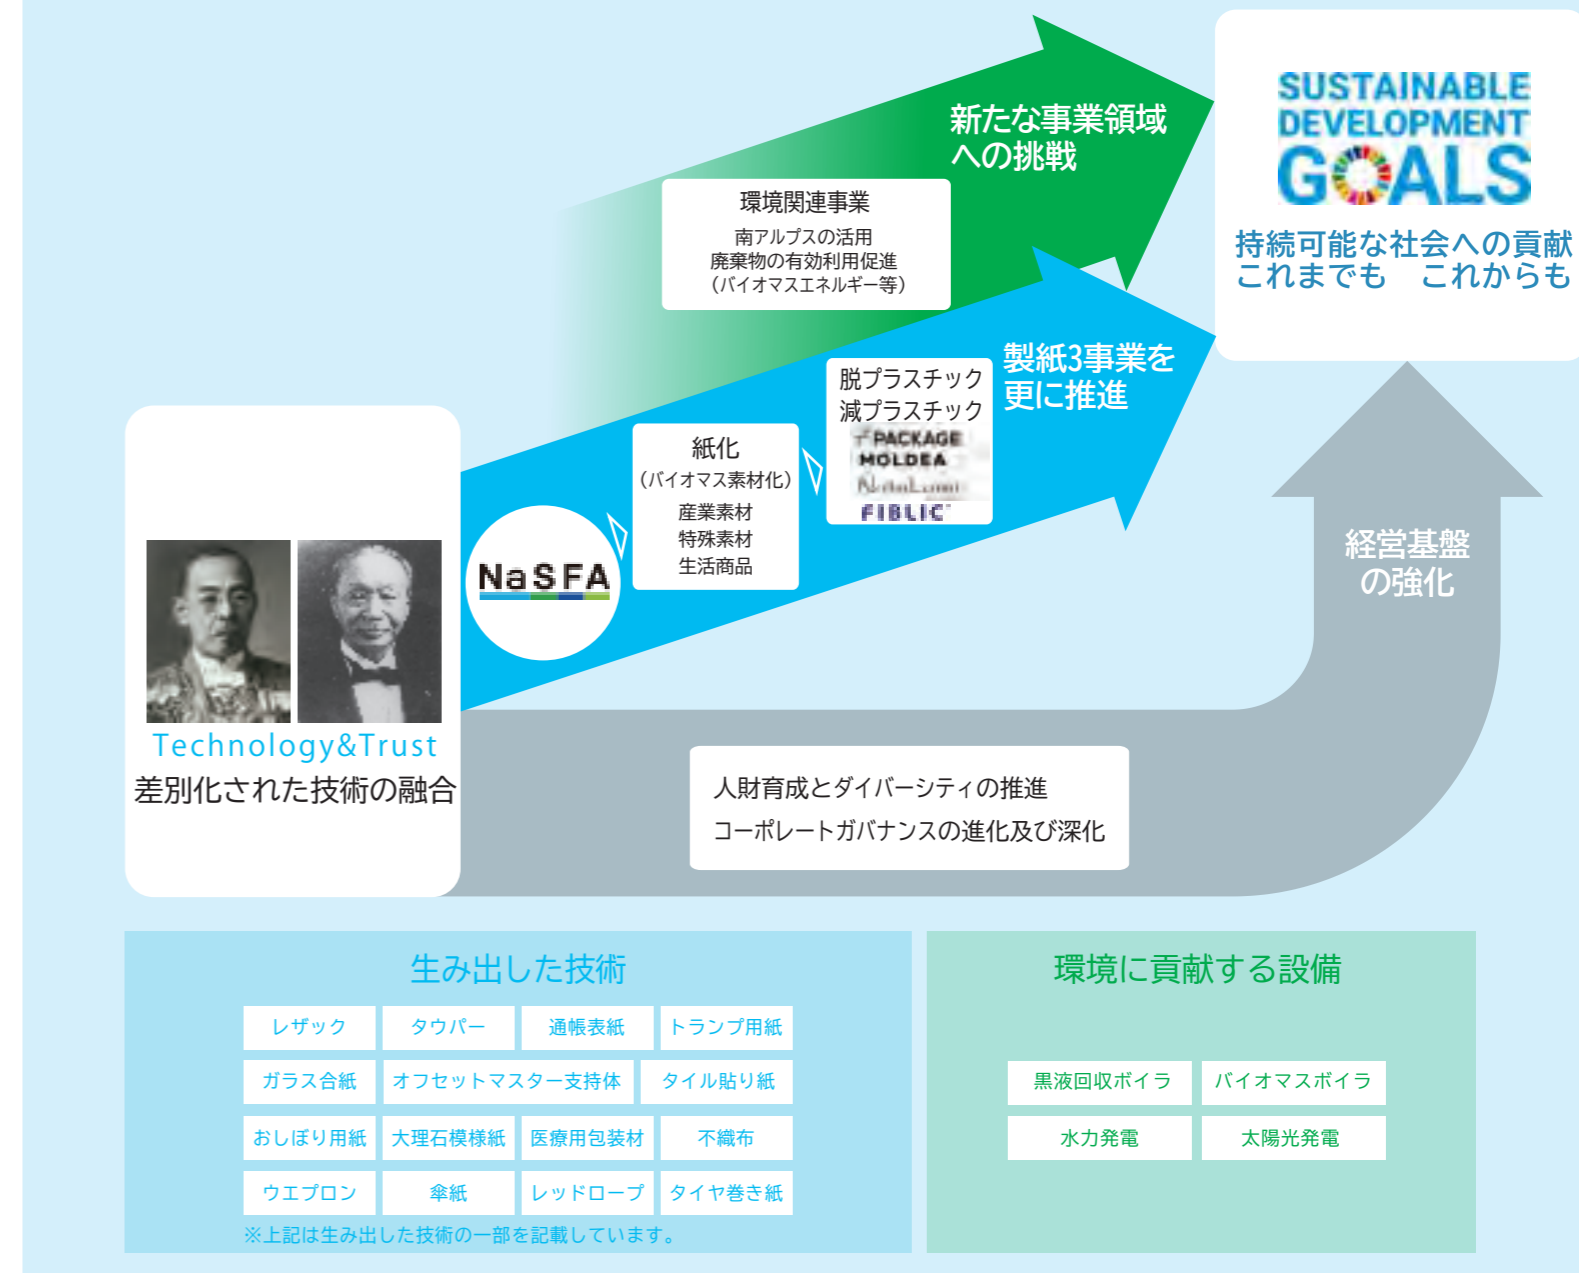 新たな事業領域
への挑戦
SUSTAINABLE
DEVELOPMENT
GOALS
持続可能な社会への貢献
これまでも　これからも
環境関連事業
南アルプスの活用
廃棄物の有効利用促進
（バイオマスエネルギー等）
製紙3事業を
更に推進
脱プラスチック
減プラスチック
PACKAGE
MOLDEA
FIBLIC
紙化
（バイオマス素材化）
産業素材
特殊素材
生活商品
NaSFA
経営基盤
の強化
Technology&Trust
差別化された技術の融合
人財育成とダイバーシティの推進
コーポレートガバナンスの進化及び深化
生み出した技術
レザック
タウパー
通帳表紙
トランプ用紙
ガラス合紙
オフセットマスター支持体
タイル貼り紙
おしぼり用紙
大理石模様紙
医療用包装材
不織布
ウエプロン
傘紙
レッドロープ
タイヤ巻き紙
※上記は生み出した技術の一部を記載しています。
環境に貢献する設備
黒液回収ボイラ
バイオマスボイラ
水力発電
太陽光発電